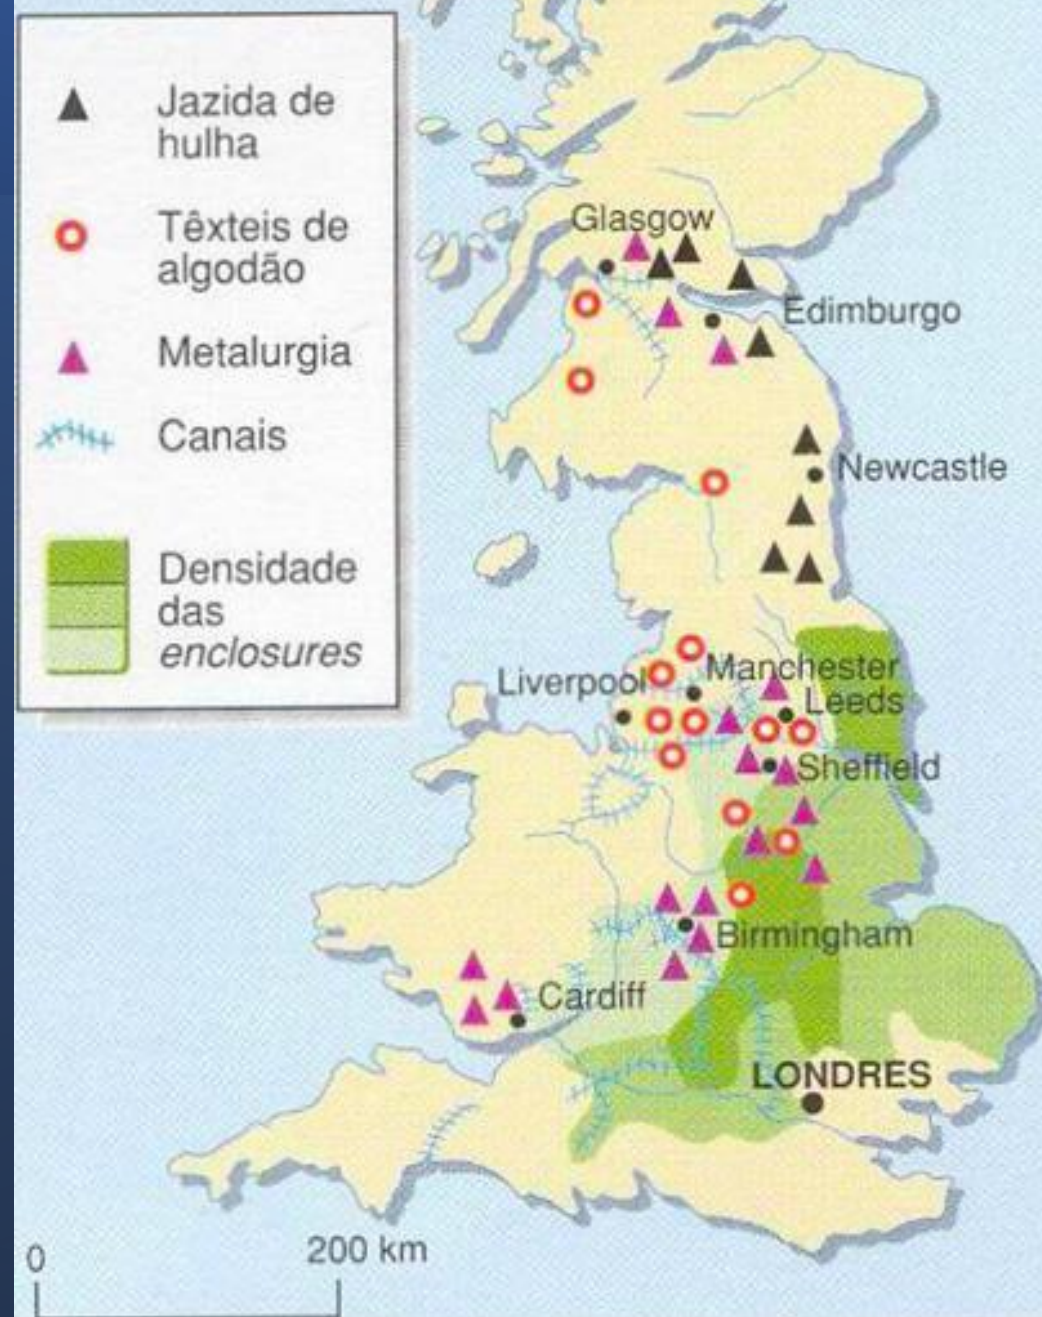 Jazida de
hulha
Têxteis de
algodão
Metalurgia
Canais
Densidade
das
enclosures
Glasgow
Edimburgo
Newcastle
Liverpool
Manchester
Leeds
Sheffield
Birmingham
Cardiff
LONDRES
0
200 km